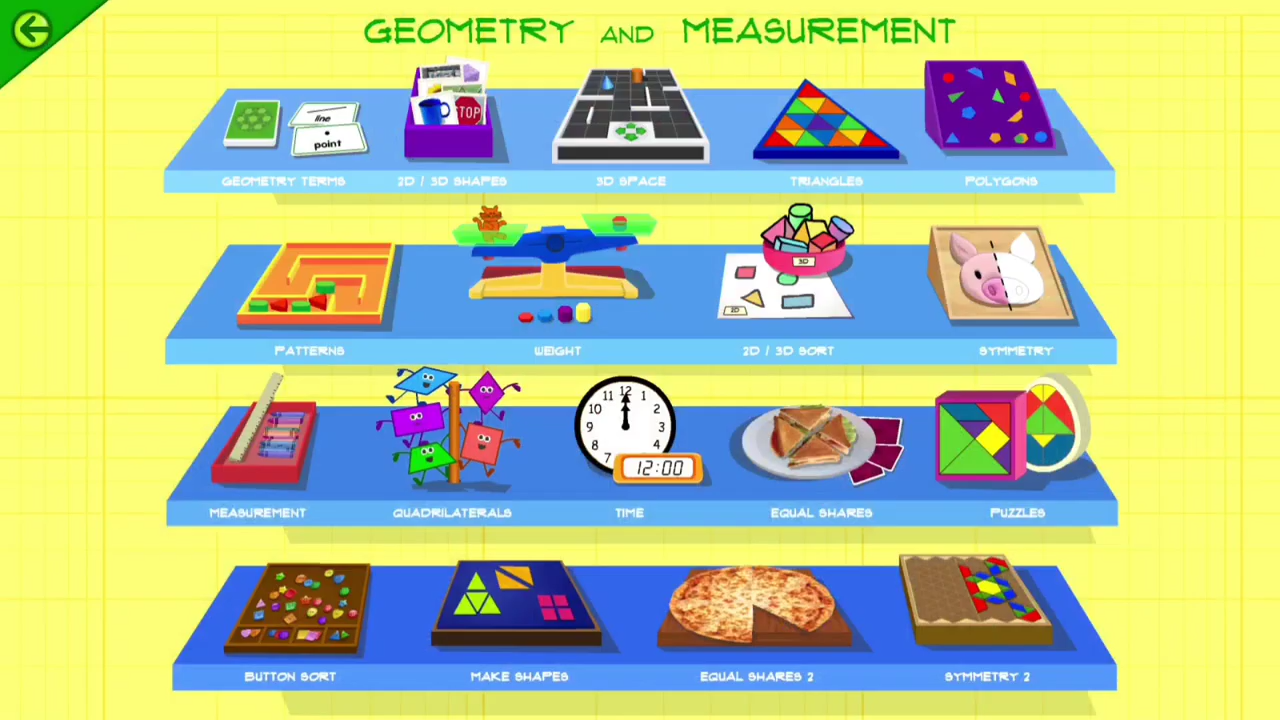 GEOMETRY AND MEASUREMENT
line
point
STOP
GEOMETRY TERMS
2D / 3D SHAPES
3D SPACE
TRIANGLES
POLYGONS
3D
2D
PATTERNS
WEIGHT
2D / 3D SORT
SYMMETRY
11 12 1
10 2
9 3
8 4
7
12:00
MEASUREMENT
QUADRILATERALS
TIME
EQUAL SHARES
PUZZLES
BUTTON SORT
MAKE SHAPES
EQUAL SHARES 2
SYMMETRY 2